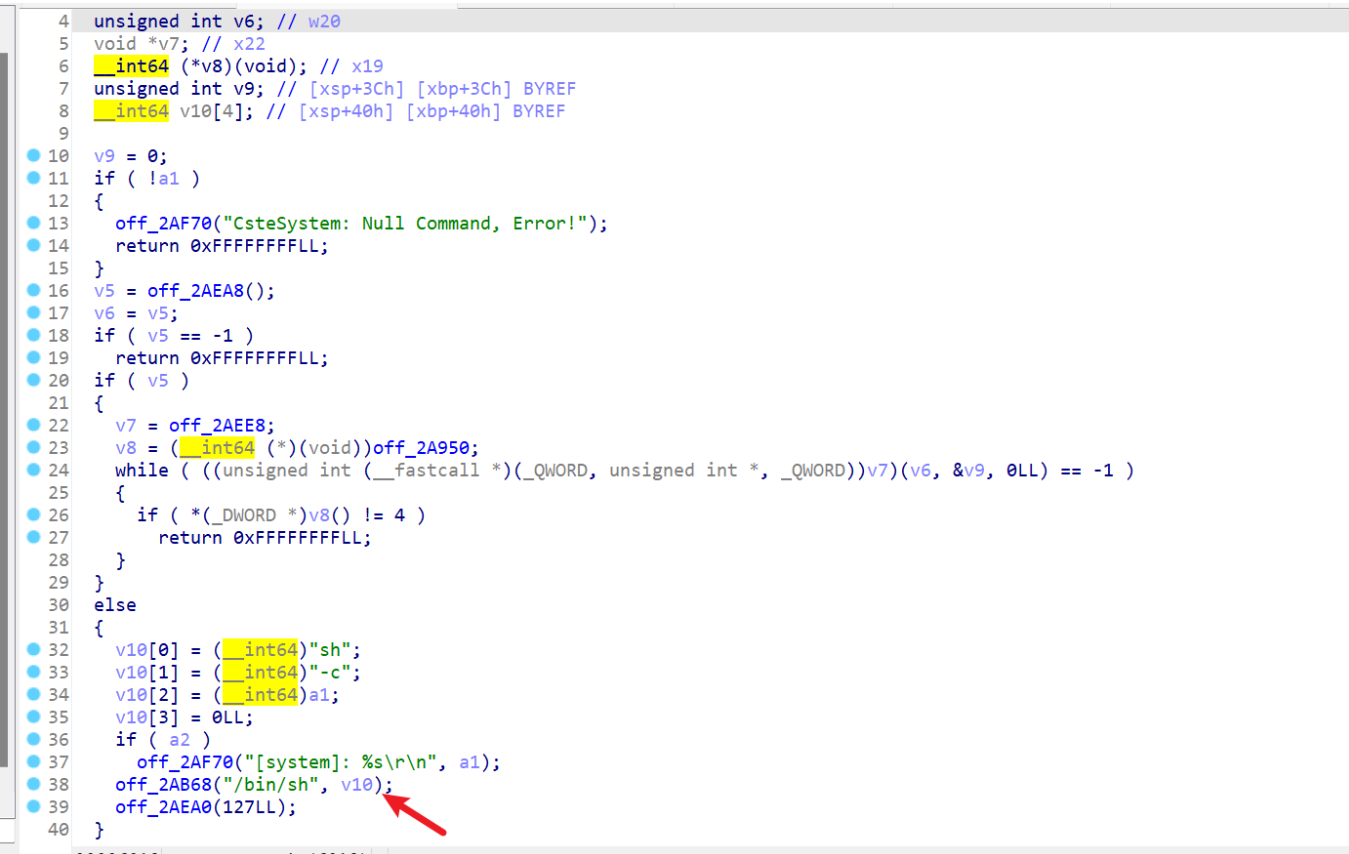 4 unsigned int v6; // w20
5 void *v7; // x22
6 __int64 (*v8)(void); // x19
7 unsigned int v9; // [xsp+3Ch] [xbp+3Ch] BYREF
8 __int64 v10[4]; // [xsp+40h] [xbp+40h] BYREF
9
10 v9 = 0;
11 if ( !a1 )
12 {
13 off_2AF70("CsteSystem: Null Command, Error!");
14 return 0xFFFFFFFFLL;
15 }
16 v5 = off_2AEA8();
17 v6 = v5;
18 if ( v5 == -1 )
19 return 0xFFFFFFFFLL;
20 if ( v5 )
21 {
22 v7 = off_2AEE8;
23 v8 = (__int64 (*)(void))off_2A950;
24 while ( ((unsigned int (__fastcall *)(_QWORD, unsigned int *, _QWORD))v7)(v6, &v9, 0LL) == -1 )
25 {
26 if ( *(_DWORD *)v8() != 4 )
27 return 0xFFFFFFFFLL;
28 }
29 }
30 else
31 {
32 v10[0] = (__int64)"sh";
33 v10[1] = (__int64)"-c";
34 v10[2] = (__int64)a1;
35 v10[3] = 0LL;
36 if ( a2 )
37 off_2AF70("[system]: %s\r\n", a1);
38 off_2AB68("/bin/sh", v10);
39 off_2AEA0(127LL);
40 }